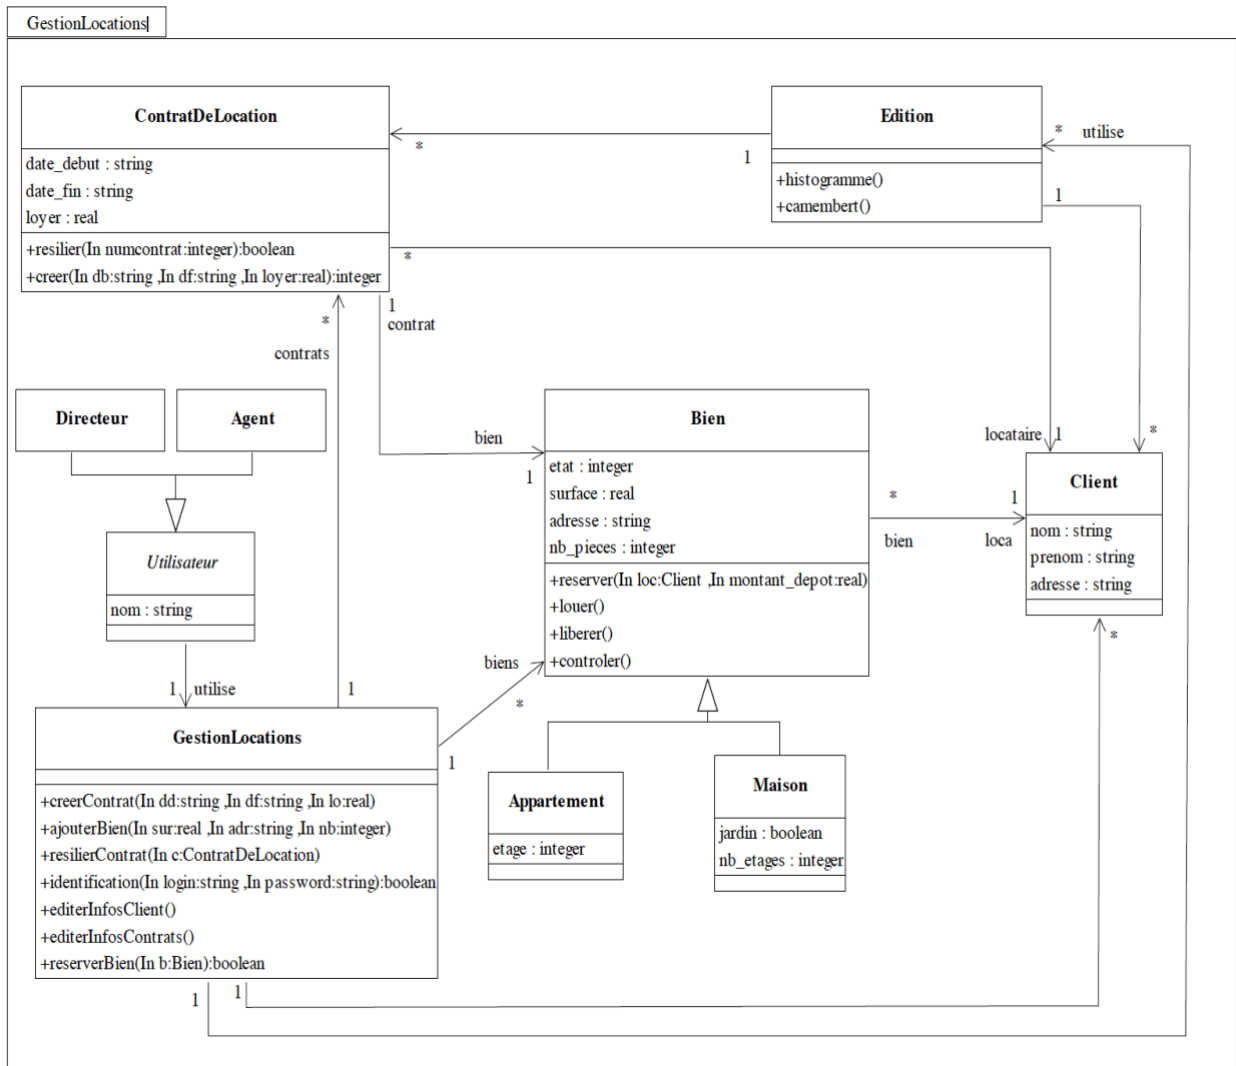 GestionLocations
ContratDeLocation
date_debut : string
date_fin : string
loyer : real
+resilier(In numcontrat:integer):boolean
+creer(In db:string ,In df:string ,In loyer:real):integer
Edition
+histogramme()
+camembert()
*
1
*
utilise
1
*
*
contrats
1
contrat
Directeur
Agent
Utilisateur
nom : string
1
utilise
1
bien
1
Bien
etat : integer
surface : real
adresse : string
nb_pieces : integer
+reserver(In loc:Client ,In montant_depot:real)
+louer()
+liberer()
+controler()
locataire
1
*
*
bien
1
loca
Client
nom : string
prenom : string
adresse : string
*
biens
*
1
GestionLocations
+creerContrat(In dd:string ,In df:string ,In lo:real)
+ajouterBien(In sur:real ,In adr:string ,In nb:integer)
+resilierContrat(In c:ContratDeLocation)
+identification(In login:string ,In password:string):boolean
+editerInfosClient()
+editerInfosContrats()
+reserverBien(In b:Bien):boolean
Appartement
etage : integer
Maison
jardin : boolean
nb_etages : integer
1
1